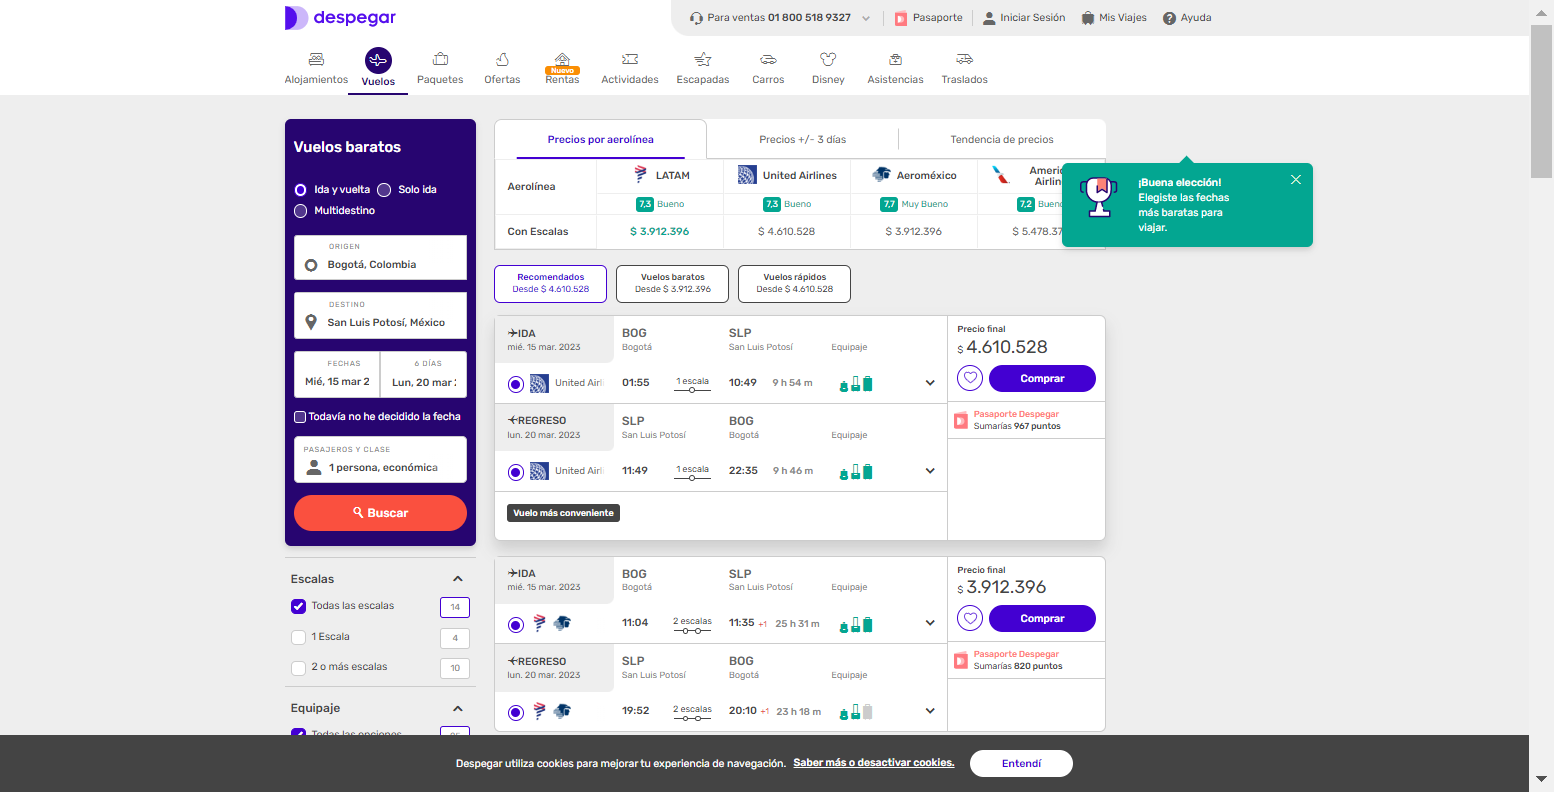 despegar
Para ventas 01 800 518 9327
Pasaporte
Iniciar Sesión
Mis Viajes
Ayuda
Alojamientos
Vuelos
Paquetes
Ofertas
Nuevo
Rentas
Actividades
Escapadas
Carros
Disney
Asistencias
Traslados
Vuelos baratos
Ida y vuelta
Solo ida
Multidestino
ORIGEN
Bogotá, Colombia
DESTINO
San Luis Potosí, México
FECHAS
6 DÍAS
Mié, 15 mar 2
Lun, 20 mar
Todavía no he decidido la fecha
PASAJEROS Y CLASE
1 persona, económica
Buscar
Escalas
Todas las escalas
14
1 Escala
4
2 o más escalas
10
Equipaje
Todas las opciones
Precios por aerolínea
Precios +/- 3 días
Tendencia de precios
Aerolínea
LATAM
United Airlines
Aeroméxico
7,3 Bueno
7,3 Bueno
7,7 Muy Bueno
7,2
Con Escalas
$ 3.912.396
$ 4.610.528
$ 3.912.396
$ 5.478.37
¡Buena elección!
Elegiste las fechas
más baratas para
viajar.
Recomendados
Desde $ 4.610.528
Vuelos baratos
Desde $ 3.912.396
Vuelos rápidos
Desde $ 4.610.528
IDA
BOG
SLP
mié. 15 mar. 2023
Bogotá
San Luis Potosí
Equipaje
United Airl
01:55
1 escala
10:49
9 h 54 m
REGRESO
SLP
BOG
lun. 20 mar. 2023
San Luis Potosí
Bogotá
Equipaje
United Airl
11:49
1 escala
22:35
9 h 46 m
Vuelo más conveniente
Precio final
$ 4.610.528
Comprar
Pasaporte Despegar
Sumarías 967 puntos
IDA
BOG
SLP
mié. 15 mar. 2023
Bogotá
San Luis Potosí
Equipaje
11:04
2 escalas
11:35 +1
25 h 31 m
REGRESO
SLP
BOG
lun. 20 mar. 2023
San Luis Potosí
Bogotá
Equipaje
19:52
2 escalas
20:10 +1
23 h 18 m
Precio final
$ 3.912.396
Comprar
Pasaporte Despegar
Sumarías 820 puntos
Despegar utiliza cookies para mejorar tu experiencia de navegación. Saber más o desactivar cookies.
Entendí